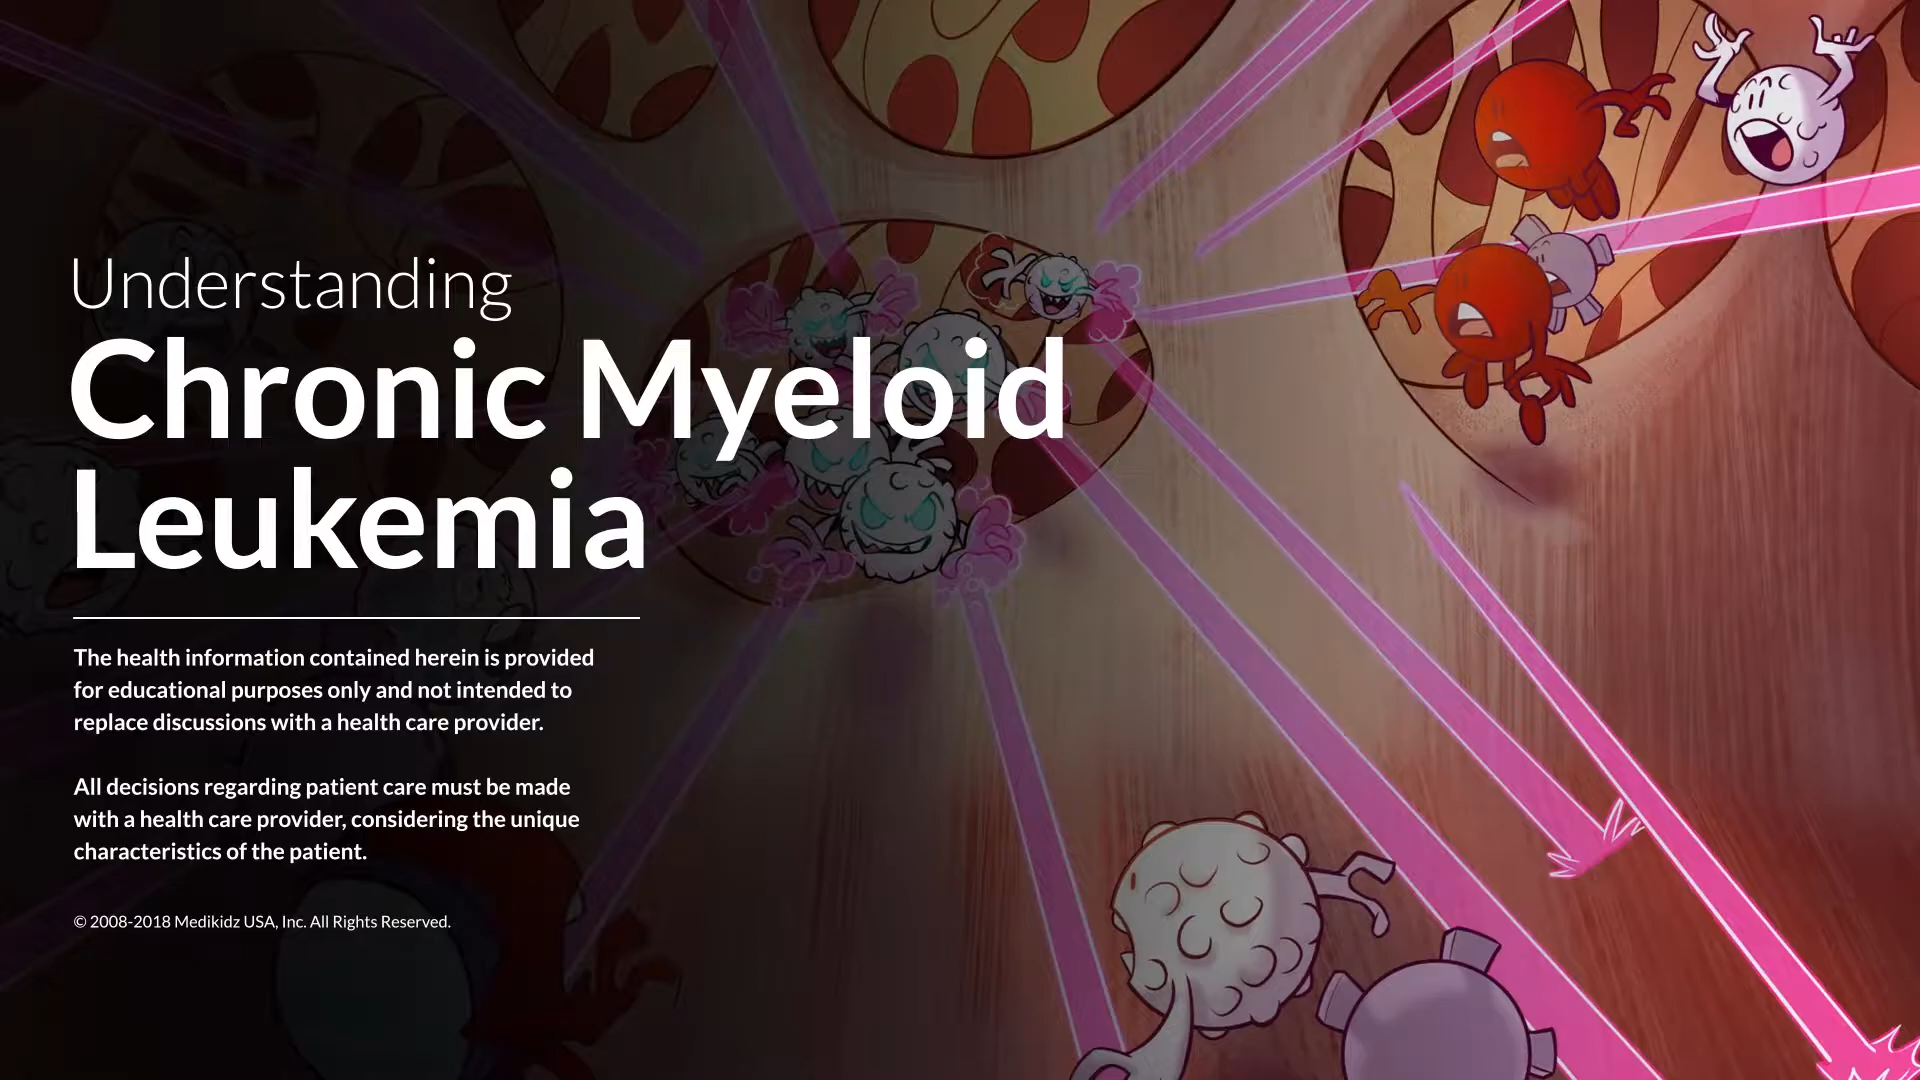 Understanding
Chronic Myeloid
Leukemia
The health information contained herein is provided
for educational purposes only and not intended to
replace discussions with a health care provider.
All decisions regarding patient care must be made
with a health care provider, considering the unique
characteristics of the patient.
© 2008-2018 Medikidz USA, Inc. All Rights Reserved.